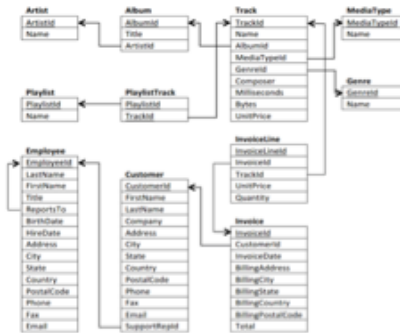 Artist
ArtistId
Name
Album
AlbumId
Title
ArtistId
Track
TrackId
Name
AlbumId
MediaTypeId
GenreId
Composer
Milliseconds
Bytes
UnitPrice
MediaType
MediaTypeId
Name
Genre
GenreId
Name
Playlist
PlaylistId
Name
PlaylistTrack
PlaylistId
TrackId
Employee
EmployeeId
LastName
FirstName
Title
ReportsTo
BirthDate
HireDate
Address
City
State
Country
PostalCode
Phone
Fax
Email
Customer
CustomerId
FirstName
LastName
Company
Address
City
State
Country
PostalCode
Phone
Fax
Email
SupportRepId
InvoiceLine
InvoiceLineId
InvoiceId
TrackId
UnitPrice
Quantity
Invoice
InvoiceId
CustomerId
InvoiceDate
BillingAddress
BillingCity
BillingState
BillingCountry
BillingPostalCode
Total